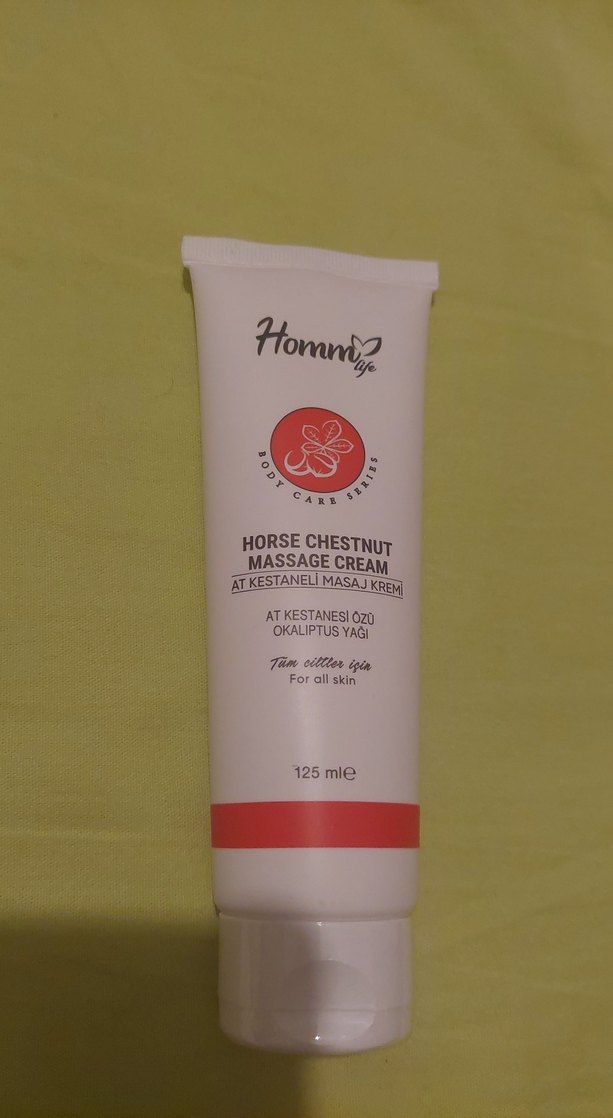 Homm
life
BODY CARE SERIES
HORSE CHESTNUT
MASSAGE CREAM
AT KESTANELİ MASAJ KREMİ
AT KESTANESİ ÖZÜ
OKALIPTUS YAĞI
Tüm ciltler için
For all skin
125 ml℮